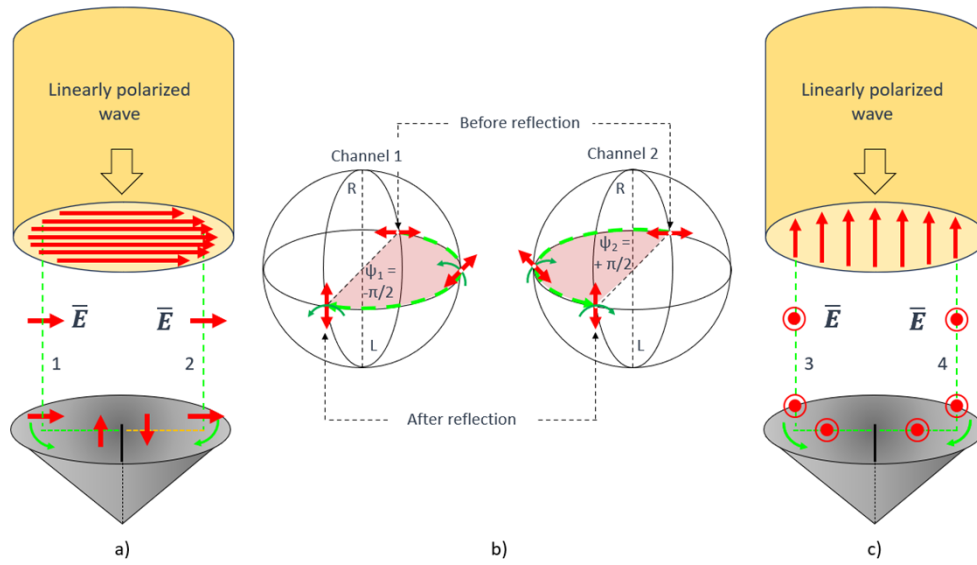 Linearly polarized
wave
E
E
1
2
a)
Before reflection
Channel 1
Channel 2
R
R
ψ1 =
-π/2
ψ2 =
+ π/2
L
L
After reflection
b)
Linearly polarized
wave
E
E
3
4
c)